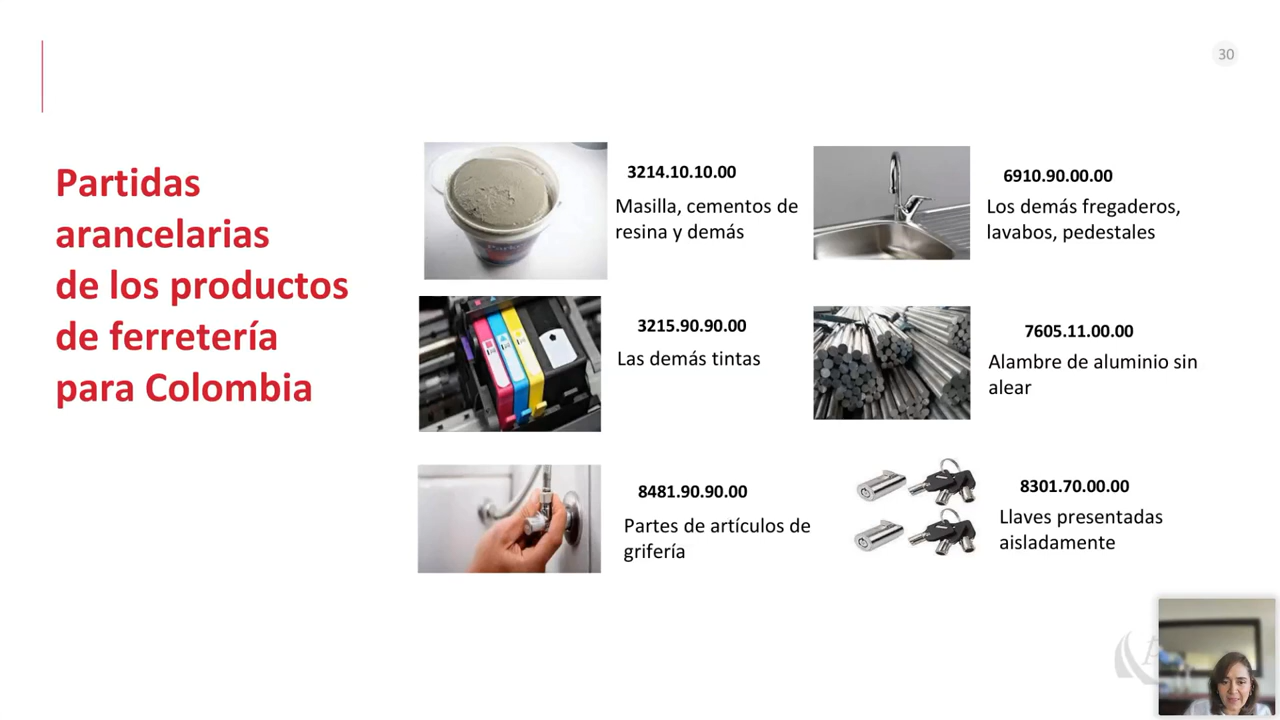 30
Partidas
arancelarias
de los productos
de ferretería
para Colombia
3214.10.10.00
Masilla, cementos de
resina y demás
6910.90.00.00
Los demás fregaderos,
lavabos, pedestales
3215.90.90.00
Las demás tintas
7605.11.00.00
Alambre de aluminio sin
alear
8481.90.90.00
Partes de artículos de
grifería
8301.70.00.00
Llaves presentadas
aisladamente